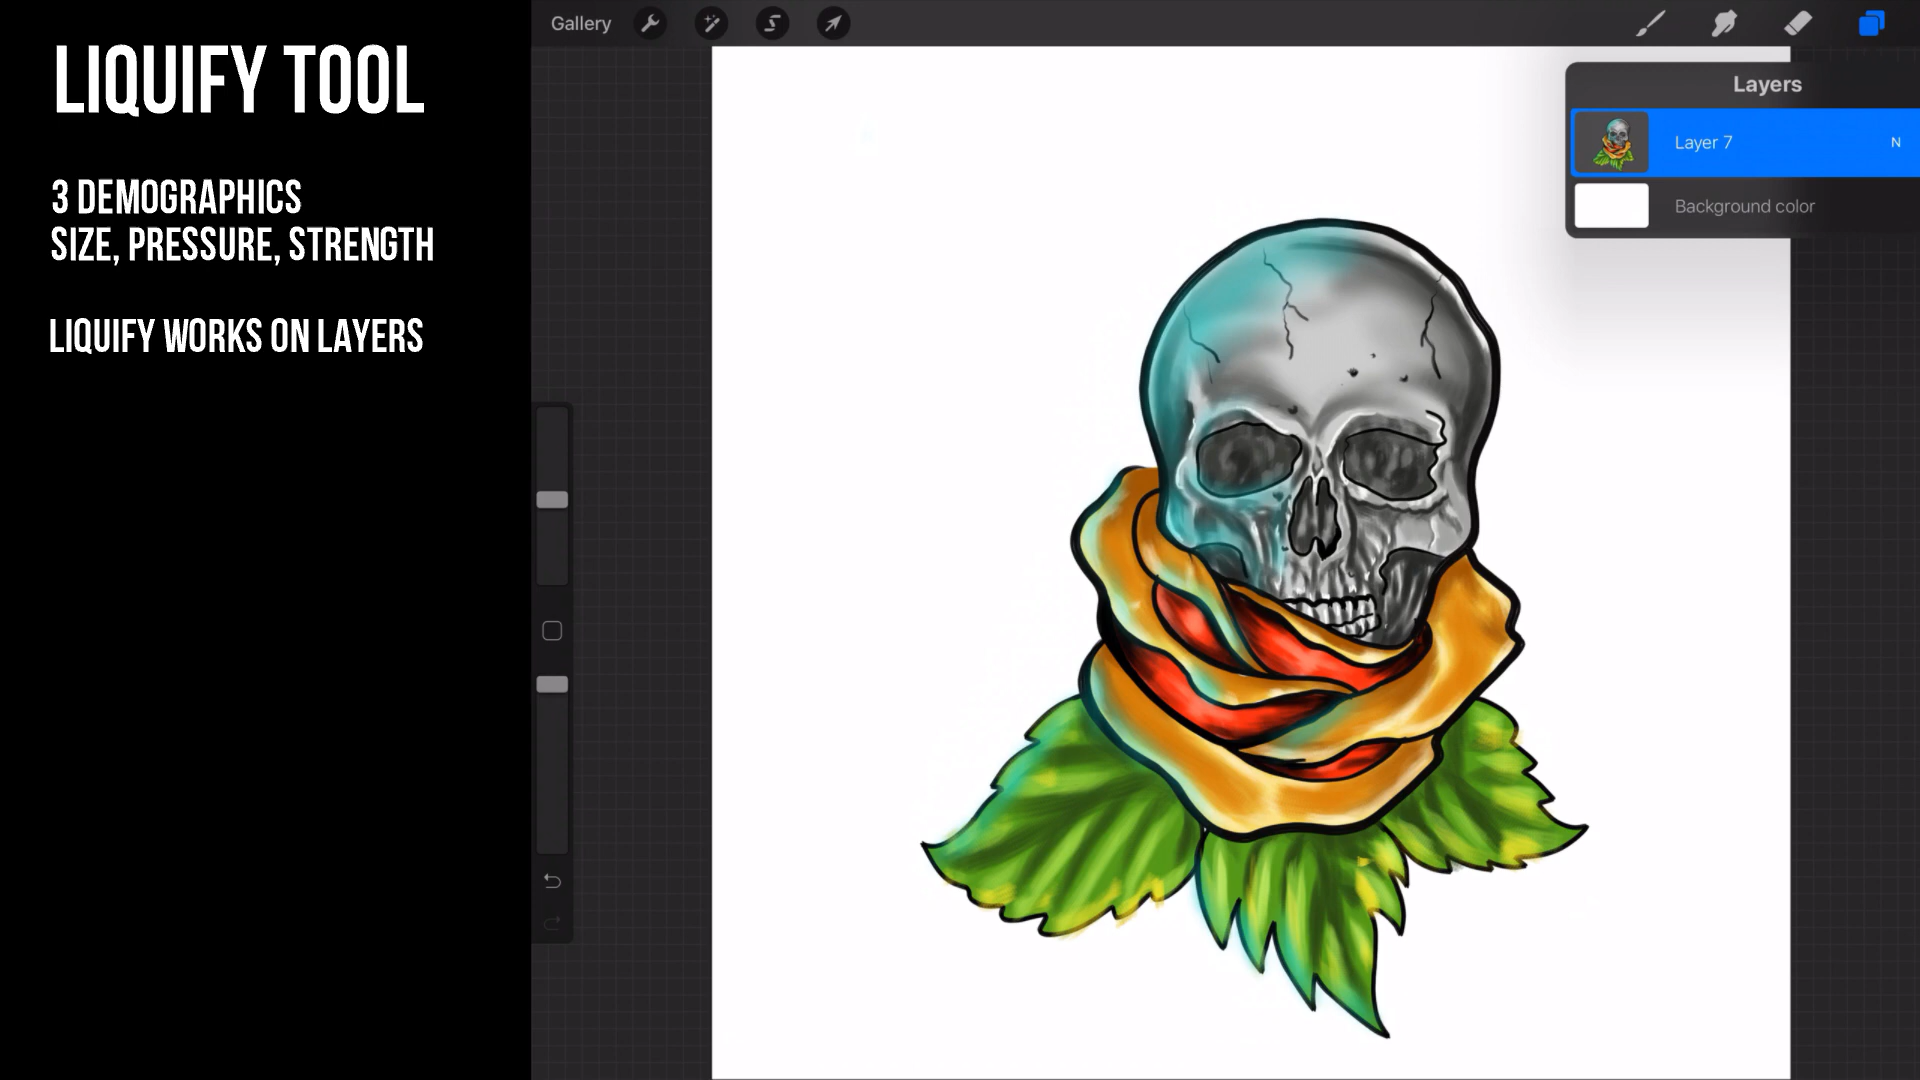 LIQUIFY TOOL
3 DEMOGRAPHICS
SIZE, PRESSURE, STRENGTH
LIQUIFY WORKS ON LAYERS
Gallery
Layers
Layer 7
N
Background color